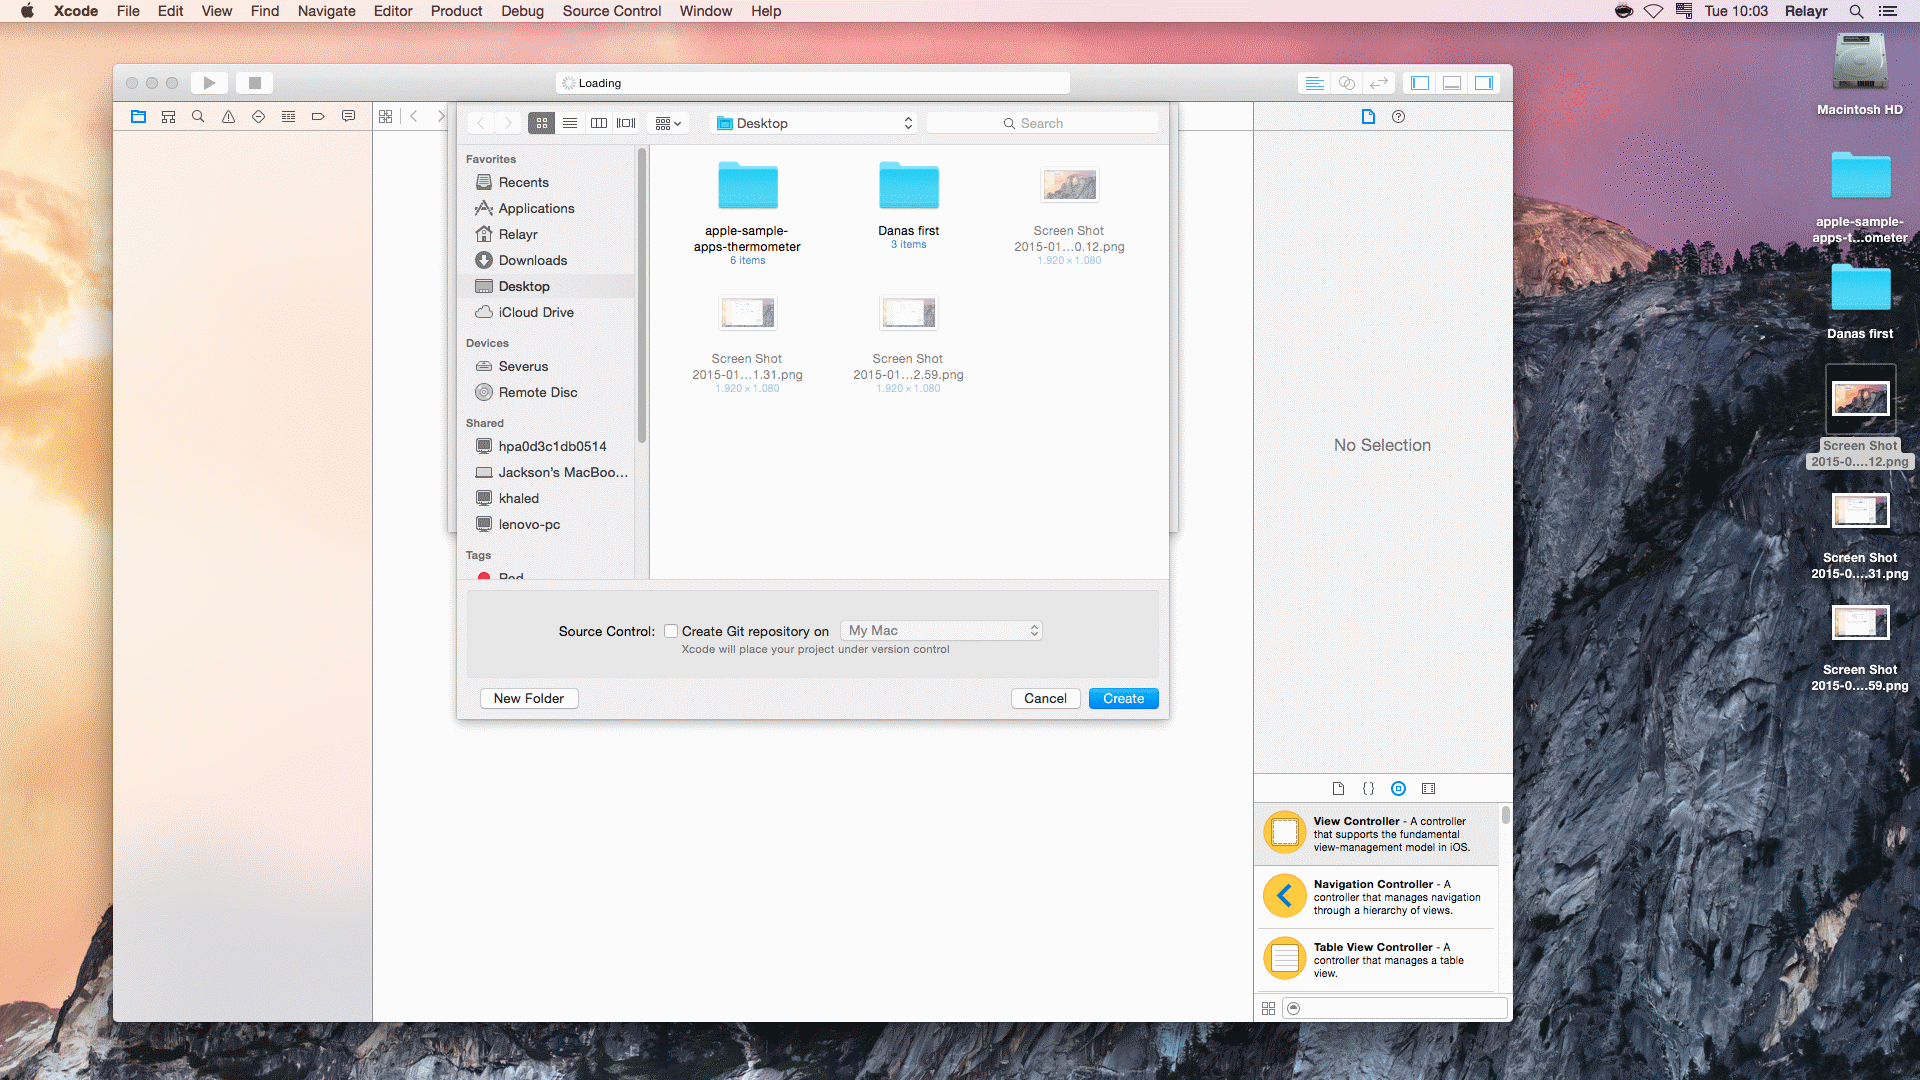 Xcode File Edit View Find Navigate Editor Product Debug Source Control Window Help
Tue 10:03 Relayr
Loading
Desktop
Search
Favorites
Recents
Applications
Relayr
Downloads
Desktop
iCloud Drive
Devices
Severus
Remote Disc
Shared
hpa0d3c1db0514
Jackson's MacBoo...
khaled
lenovo-pc
Tags
Red
apple-sample-
apps-thermometer
6 items
Danas first
3 items
Screen Shot
2015-01...0.12.png
1.920 × 1.080
Screen Shot
2015-01...1.31.png
1.920 × 1.080
Screen Shot
2015-01...2.59.png
1.920 × 1.080
Source Control: Create Git repository on My Mac
Xcode will place your project under version control
New Folder
Cancel
Create
No Selection
View Controller - A controller
that supports the fundamental
view-management model in iOS.
Navigation Controller - A
controller that manages navigation
through a hierarchy of views.
Table View Controller - A
controller that manages a table
view.
Macintosh HD
apple-sample-
apps-t...ometer
Danas first
Screen Shot
2015-0....12.png
Screen Shot
2015-0....31.png
Screen Shot
2015-0....59.png